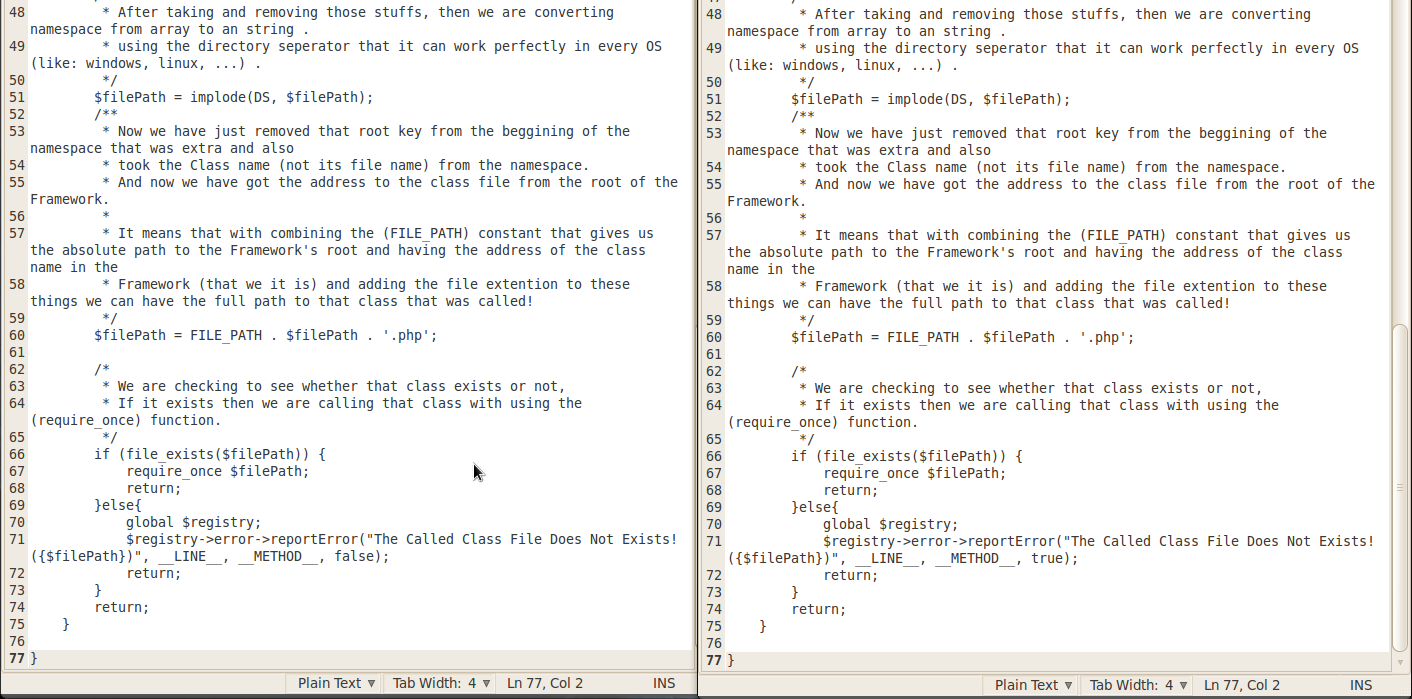 48         * After taking and removing those stuffs, then we are converting
namespace from array to an string .
49         * using the directory seperator that it can work perfectly in every OS
(like: windows, linux, ...) .
50         */
51        $filePath = implode(DS, $filePath);
52        /**
53         * Now we have just removed that root key from the beggining of the
namespace that was extra and also
54         * took the Class name (not its file name) from the namespace.
55         * And now we have got the address to the class file from the root of the
Framework.
56         *
57         * It means that with combining the (FILE_PATH) constant that gives us
the absolute path to the Framework's root and having the address of the class
name in the
58         * Framework (that we it is) and adding the file extention to these
things we can have the full path to that class that was called!
59         */
60        $filePath = FILE_PATH . $filePath . '.php';
61
62        /*
63         * We are checking to see whether that class exists or not,
64         * If it exists then we are calling that class with using the
(require_once) function.
65         */
66        if (file_exists($filePath)) {
67            require_once $filePath;
68            return;
69        }else{
70            global $registry;
71            $registry->error->reportError("The Called Class File Does Not Exists!
({$filePath})", __LINE__, __METHOD__, false);
72            return;
73        }
74        return;
75    }
76
77 }
Plain Text Tab Width: 4 Ln 77, Col 2 INS
48         * After taking and removing those stuffs, then we are converting
namespace from array to an string .
49         * using the directory seperator that it can work perfectly in every OS
(like: windows, linux, ...) .
50         */
51        $filePath = implode(DS, $filePath);
52        /**
53         * Now we have just removed that root key from the beggining of the
namespace that was extra and also
54         * took the Class name (not its file name) from the namespace.
55         * And now we have got the address to the class file from the root of the
Framework.
56         *
57         * It means that with combining the (FILE_PATH) constant that gives us
the absolute path to the Framework's root and having the address of the class
name in the
58         * Framework (that we it is) and adding the file extention to these
things we can have the full path to that class that was called!
59         */
60        $filePath = FILE_PATH . $filePath . '.php';
61
62        /*
63         * We are checking to see whether that class exists or not,
64         * If it exists then we are calling that class with using the
(require_once) function.
65         */
66        if (file_exists($filePath)) {
67            require_once $filePath;
68            return;
69        }else{
70            global $registry;
71            $registry->error->reportError("The Called Class File Does Not Exists!
({$filePath})", __LINE__, __METHOD__, true);
72            return;
73        }
74        return;
75    }
76
77 }
Plain Text Tab Width: 4 Ln 77, Col 2 INS